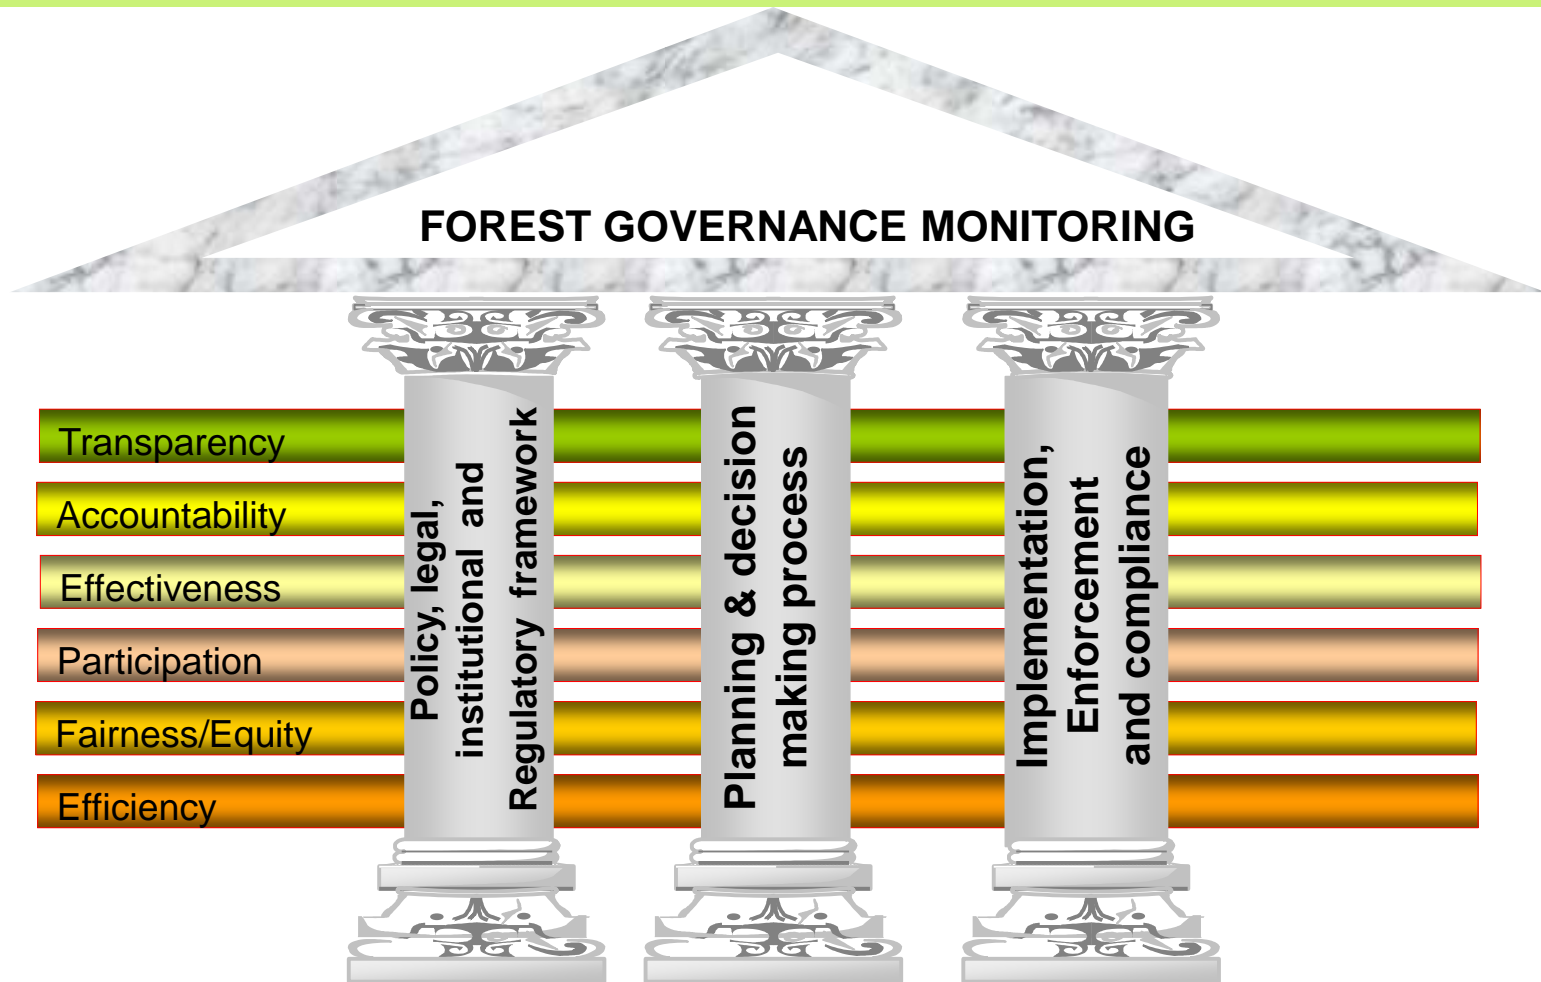 FOREST GOVERNANCE MONITORING
Transparency
Accountability
Effectiveness
Participation
Fairness/Equity
Efficiency
Policy, legal,
institutional and
Regulatory framework
Planning & decision
making process
Implementation,
Enforcement
and compliance